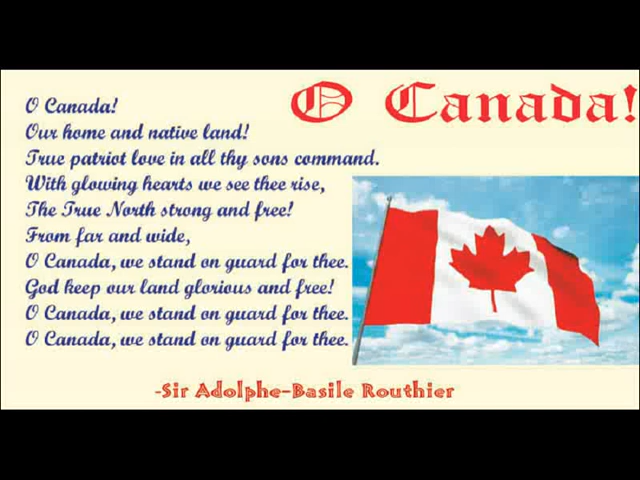 O Canada!
O Canada!
Our home and native land!
True patriot love in all thy sons command.
With glowing hearts we see thee rise,
The True North strong and free!
From far and wide,
O Canada, we stand on guard for thee.
God keep our land glorious and free!
O Canada, we stand on guard for thee.
O Canada, we stand on guard for thee.
-Sir Adolphe-Basile Routhier